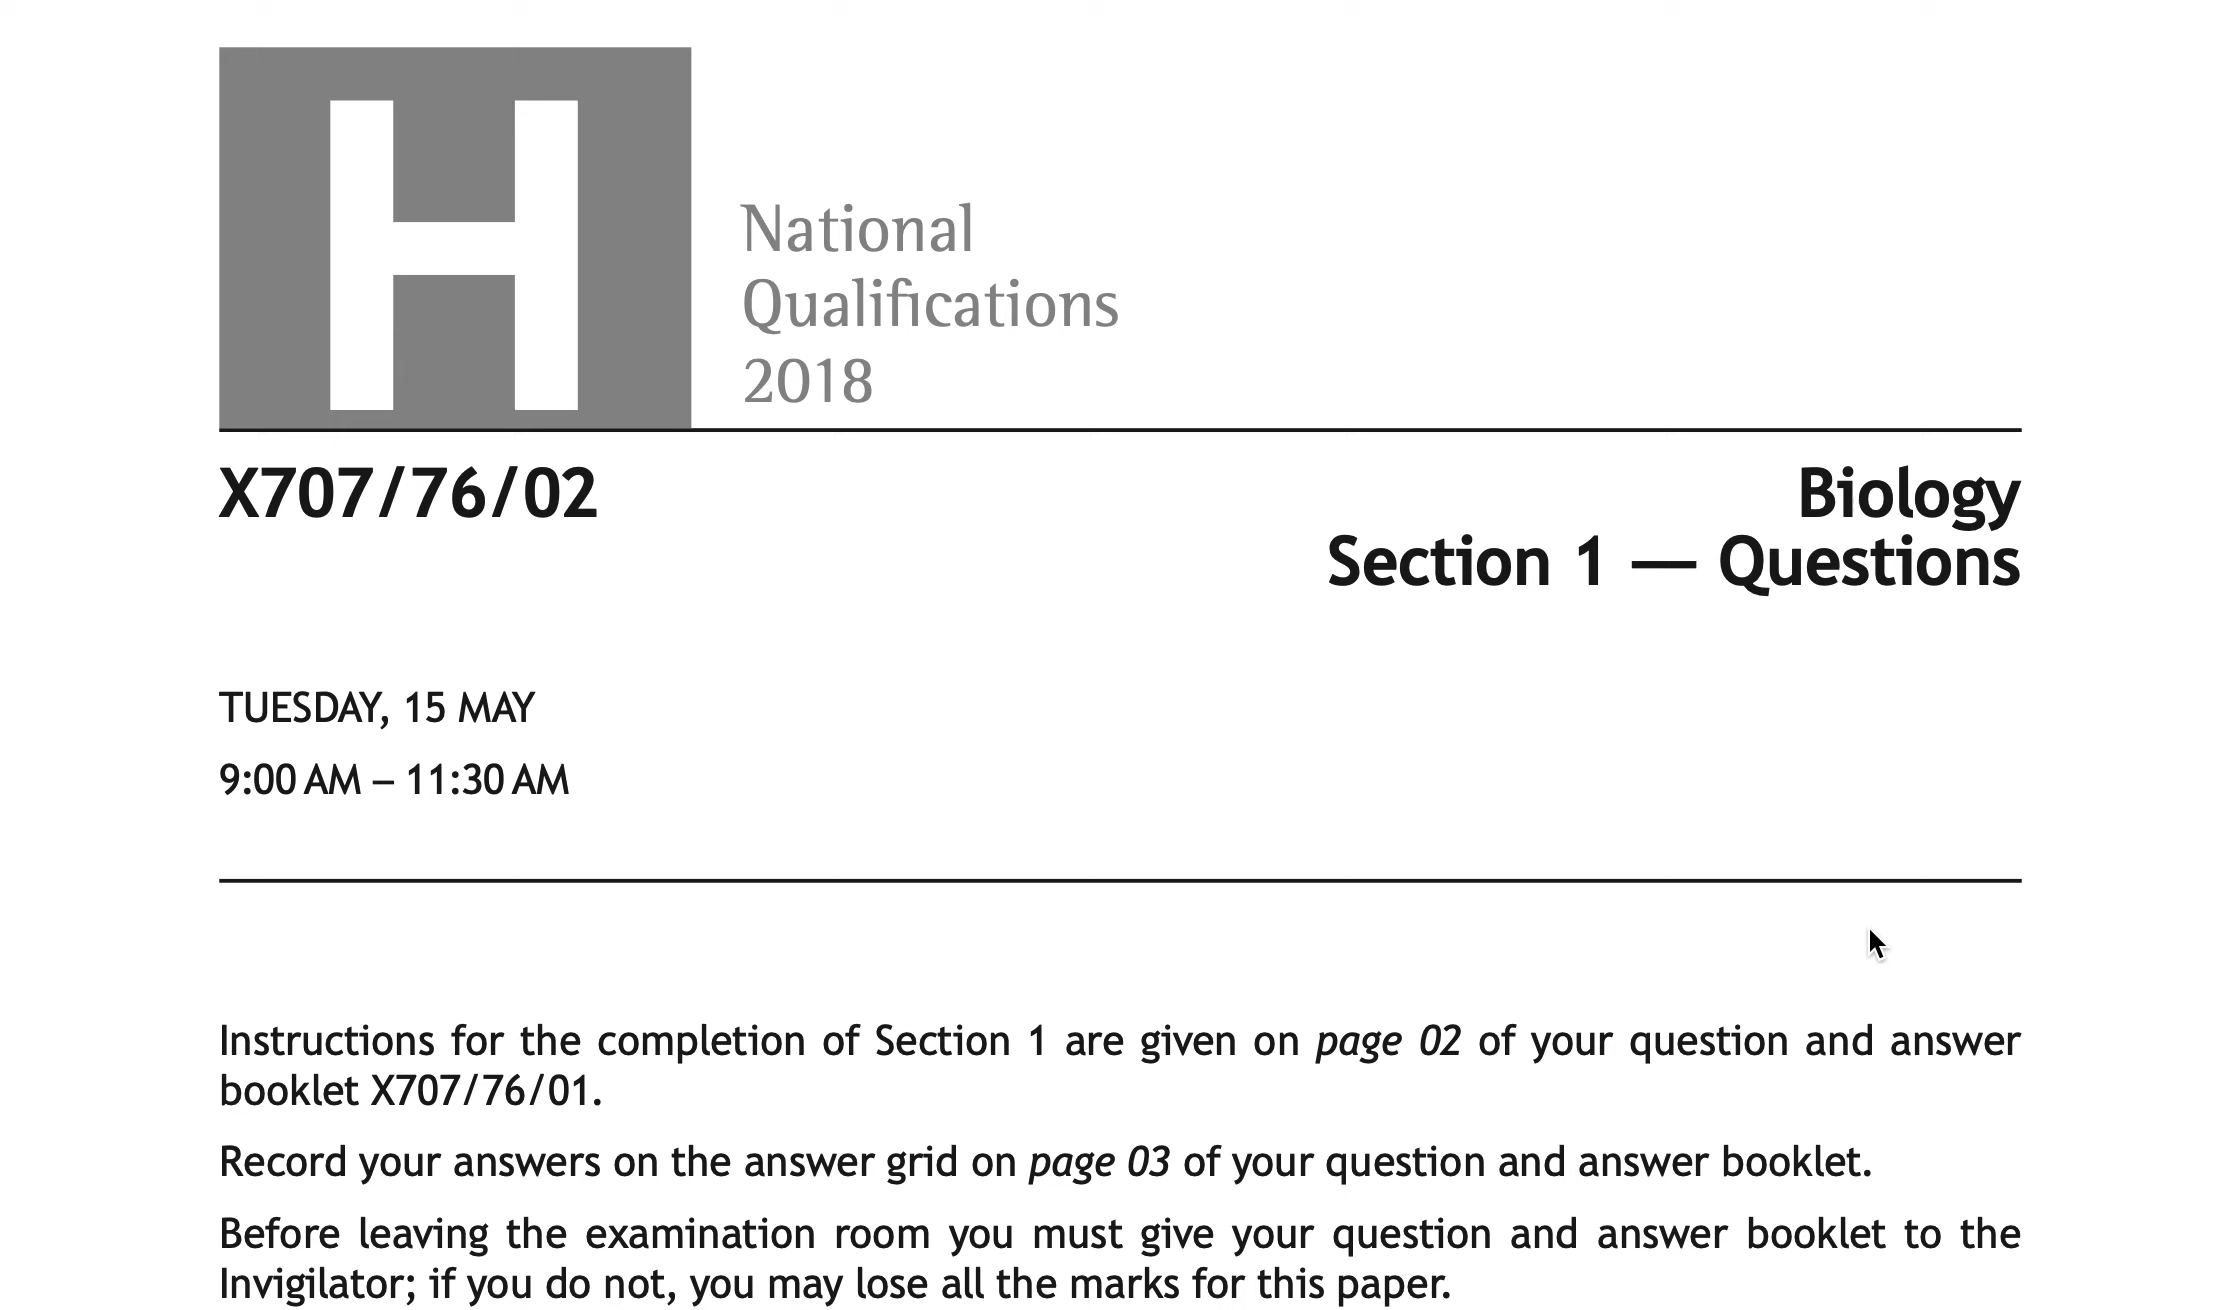 H
National
Qualifications
2018
X707/76/02
Biology
Section 1 — Questions
TUESDAY, 15 MAY
9:00 AM – 11:30 AM
Instructions for the completion of Section 1 are given on page 02 of your question and answer
booklet X707/76/01.
Record your answers on the answer grid on page 03 of your question and answer booklet.
Before leaving the examination room you must give your question and answer booklet to the
Invigilator; if you do not, you may lose all the marks for this paper.